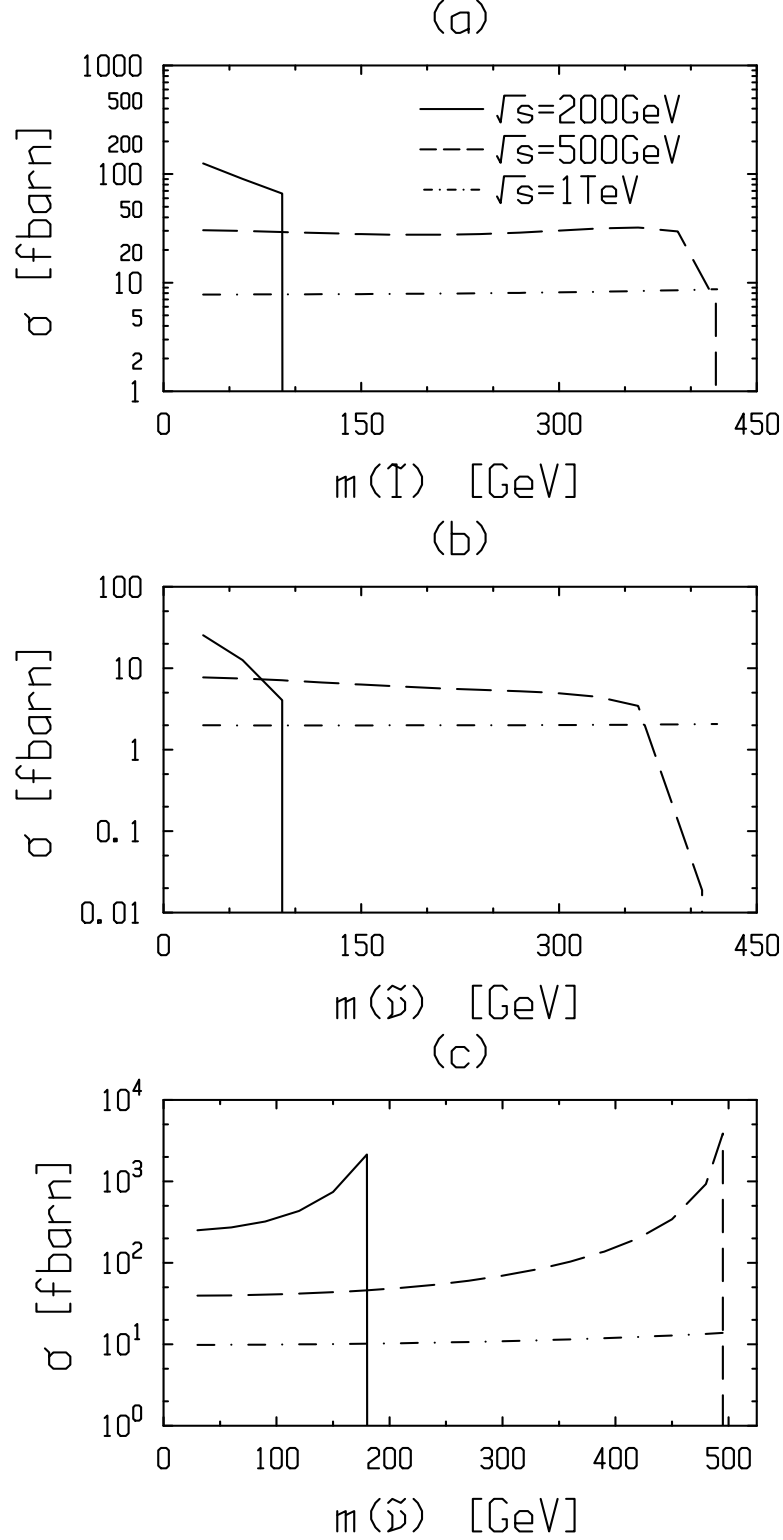 (a)
1000
500
200
100
50
20
10
5
2
1
σ [fbarn]
√s=200GeV
√s=500GeV
√s=1TeV
0 150 300 450
m(l̃) [GeV]
(b)
100
10
1
0.1
0.01
σ [fbarn]
0 150 300 450
m(ν̃) [GeV]
(c)
10⁴
10³
10²
10¹
10⁰
σ [fbarn]
0 100 200 300 400 500
m(ν̃) [GeV]